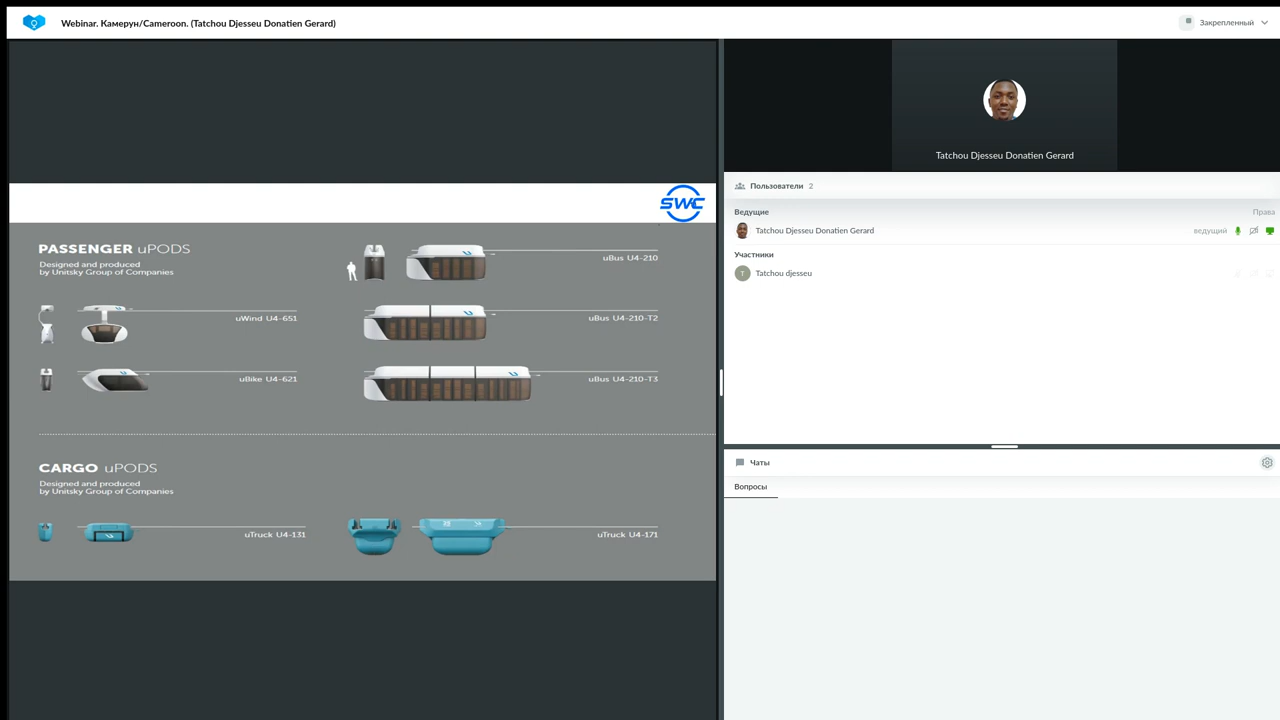 Webinar. Камерун/Cameroon. (Tatchou Djesseu Donatien Gerard)
Закрепленный
SWC
PASSENGER uPODS
Designed and produced
by Unitsky Group of Companies
uBus U4-210
uWind U4-651
uBus U4-210-T2
uBike U4-621
uBus U4-210-T3
CARGO uPODS
Designed and produced
by Unitsky Group of Companies
uTruck U4-131
uTruck U4-171
Tatchou Djesseu Donatien Gerard
Пользователи 2
Ведущие
Права
Tatchou Djesseu Donatien Gerard
ведущий
Участники
T
Tatchou djesseu
Чаты
Вопросы